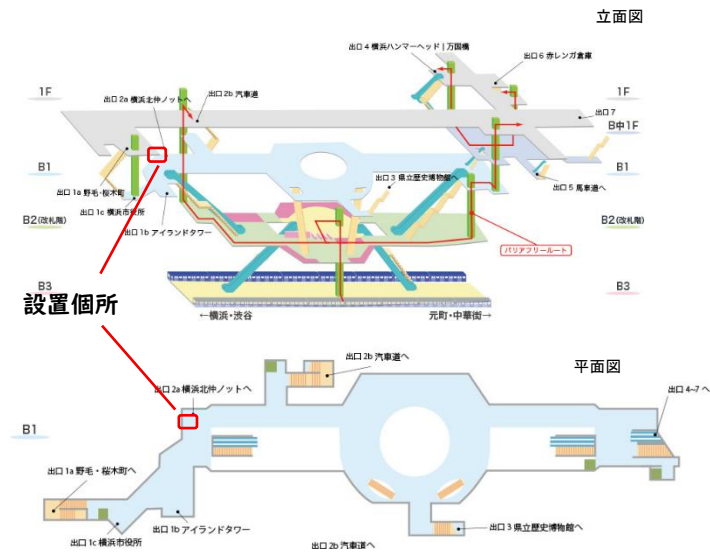 立面図
出口 4 横浜ハンマーヘッド | 万国橋
出口 6 赤レンガ倉庫
1F
出口 2a 横浜北仲ノットへ
出口 2b 汽車道
1F
出口 7
B中1F
B1
B1
出口 1a 野毛・桜木町
出口 3 県立歴史博物館へ
出口 5 馬車道へ
出口 1c 横浜市役所
B2(改札階)
出口 1b アイランドタワー
B2(改札階)
バリアフリールート
B3
B3
設置個所
←横浜・渋谷
元町・中華街→
出口 2b 汽車道へ
平面図
出口 2a 横浜北仲ノットへ
出口 4~7 へ
B1
出口 1a 野毛・桜木町へ
出口 1b アイランドタワー
出口 3 県立歴史博物館へ
出口 1c 横浜市役所
出口 2b 汽車道へ